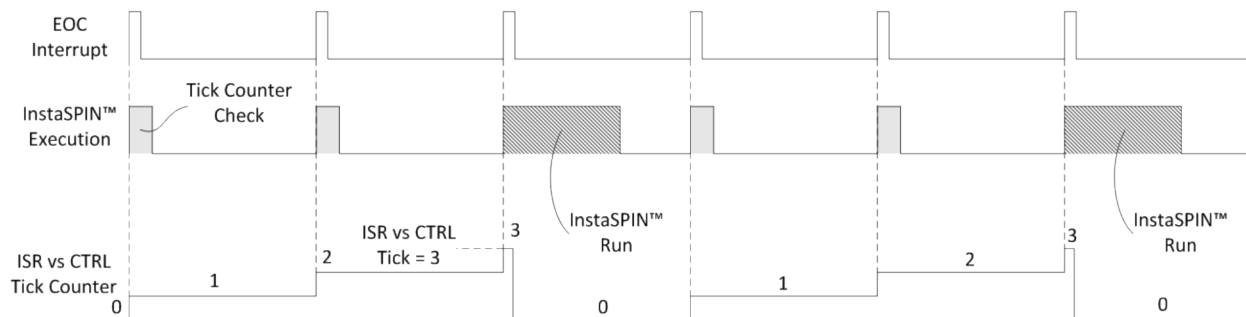 EOC
Interrupt
Tick Counter
Check
InstaSPIN™
Execution
InstaSPIN™
Run
InstaSPIN™
Run
ISR vs CTRL
Tick = 3
3
3
2
2
ISR vs CTRL
Tick Counter
1
1
0
0
0